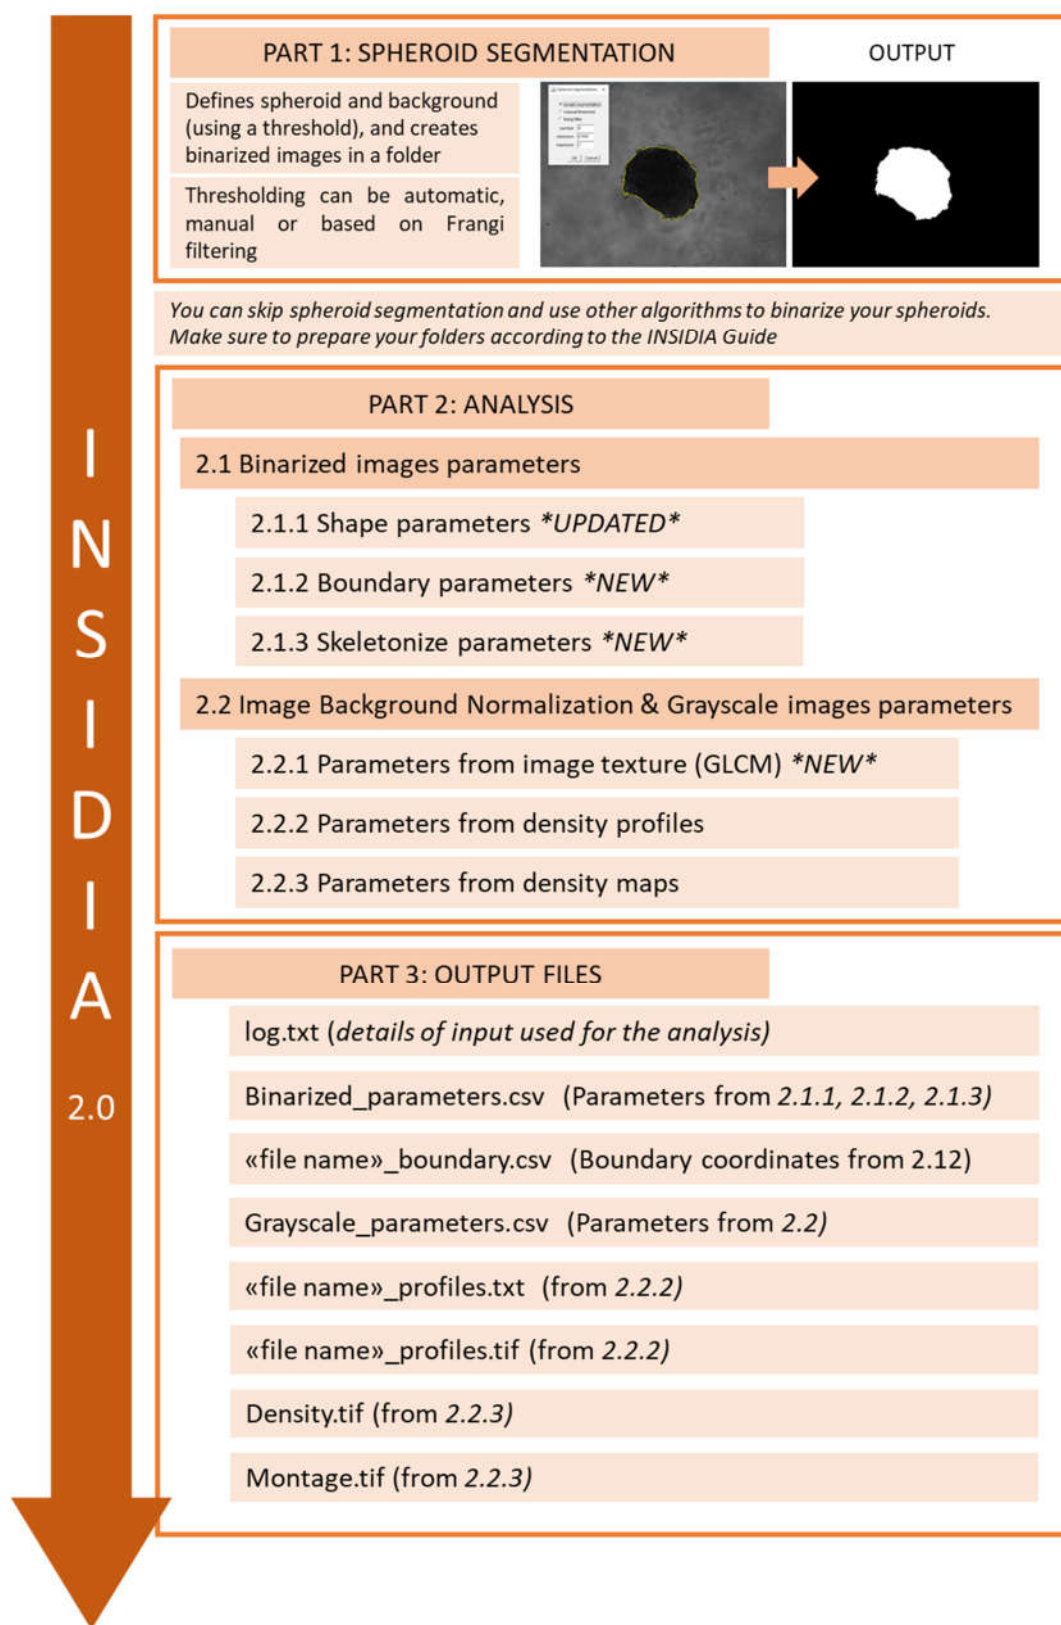 PART 1: SPHEROID SEGMENTATION
OUTPUT
Defines spheroid and background
(using a threshold), and creates
binarized images in a folder
Thresholding can be automatic,
manual or based on Frangi
filtering
You can skip spheroid segmentation and use other algorithms to binarize your spheroids.
Make sure to prepare your folders according to the INSIDIA Guide
PART 2: ANALYSIS
2.1 Binarized images parameters
2.1.1 Shape parameters *UPDATED*
2.1.2 Boundary parameters *NEW*
2.1.3 Skeletonize parameters *NEW*
2.2 Image Background Normalization & Grayscale images parameters
2.2.1 Parameters from image texture (GLCM) *NEW*
2.2.2 Parameters from density profiles
2.2.3 Parameters from density maps
PART 3: OUTPUT FILES
log.txt (details of input used for the analysis)
Binarized_parameters.csv (Parameters from 2.1.1, 2.1.2, 2.1.3)
«file name»_boundary.csv (Boundary coordinates from 2.12)
Grayscale_parameters.csv (Parameters from 2.2)
«file name»_profiles.txt (from 2.2.2)
«file name»_profiles.tif (from 2.2.2)
Density.tif (from 2.2.3)
Montage.tif (from 2.2.3)
I
N
S
I
D
I
A
2.0